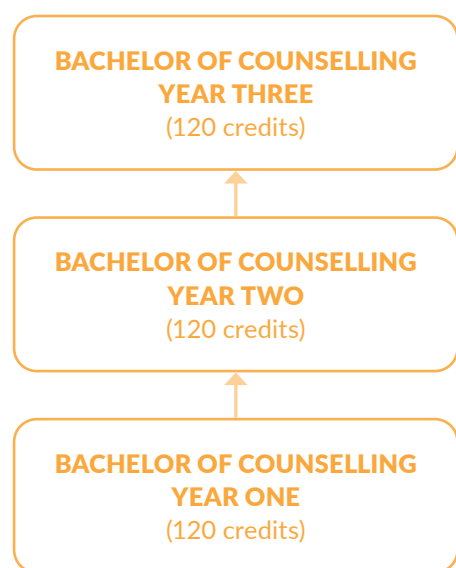 BACHELOR OF COUNSELLING
YEAR THREE
(120 credits)
BACHELOR OF COUNSELLING
YEAR TWO
(120 credits)
BACHELOR OF COUNSELLING
YEAR ONE
(120 credits)